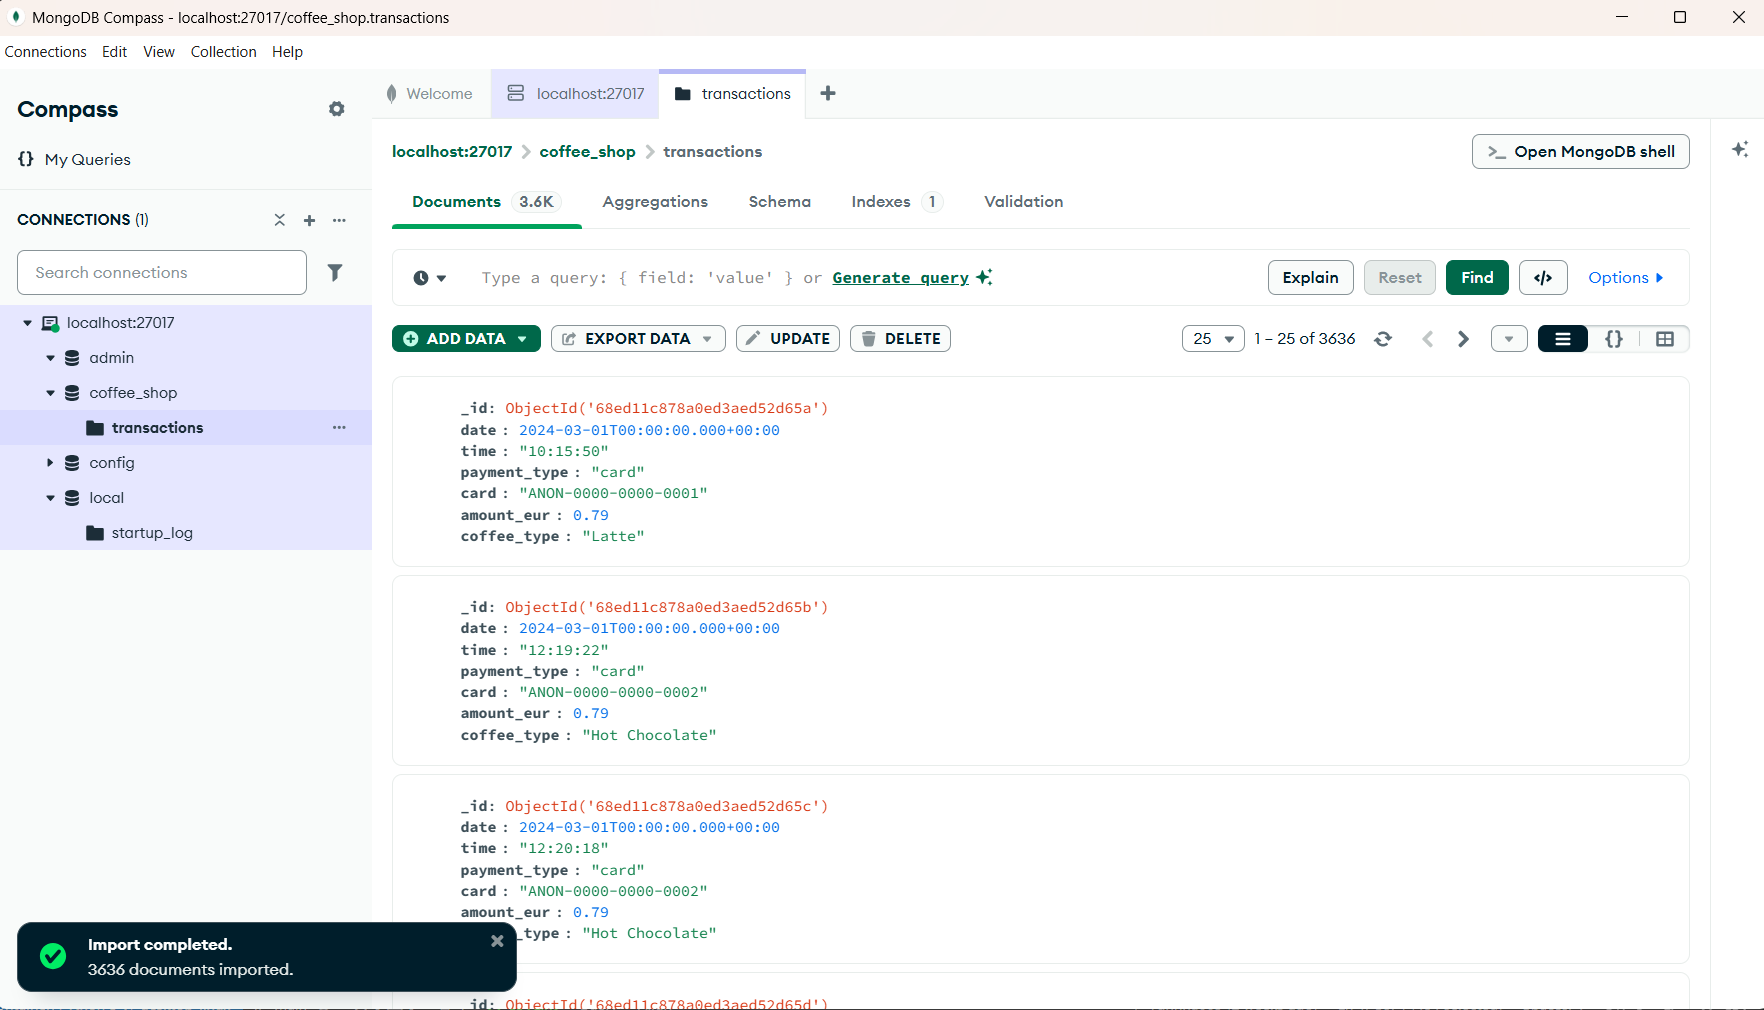 MongoDB Compass - localhost:27017/coffee_shop.transactions
Connections Edit View Collection Help
Compass
{} My Queries
CONNECTIONS (1)
Search connections
localhost:27017
admin
coffee_shop
transactions
config
local
startup_log
Welcome
localhost:27017
transactions
localhost:27017 > coffee_shop > transactions
>_ Open MongoDB shell
Documents 3.6K Aggregations Schema Indexes 1 Validation
Type a query: { field: 'value' } or Generate query
Explain Reset Find </> Options
ADD DATA EXPORT DATA UPDATE DELETE
25 1 – 25 of 3636 {}
_id: ObjectId('68ed11c878a0ed3aed52d65a')
date : 2024-03-01T00:00:00.000+00:00
time : "10:15:50"
payment_type : "card"
card : "ANON-0000-0000-0001"
amount_eur : 0.79
coffee_type : "Latte"
_id: ObjectId('68ed11c878a0ed3aed52d65b')
date : 2024-03-01T00:00:00.000+00:00
time : "12:19:22"
payment_type : "card"
card : "ANON-0000-0000-0002"
amount_eur : 0.79
coffee_type : "Hot Chocolate"
_id: ObjectId('68ed11c878a0ed3aed52d65c')
date : 2024-03-01T00:00:00.000+00:00
time : "12:20:18"
payment_type : "card"
card : "ANON-0000-0000-0002"
amount_eur : 0.79
_type : "Hot Chocolate"
_id: ObjectId('68ed11c878a0ed3aed52d65d')
Import completed.
3636 documents imported.